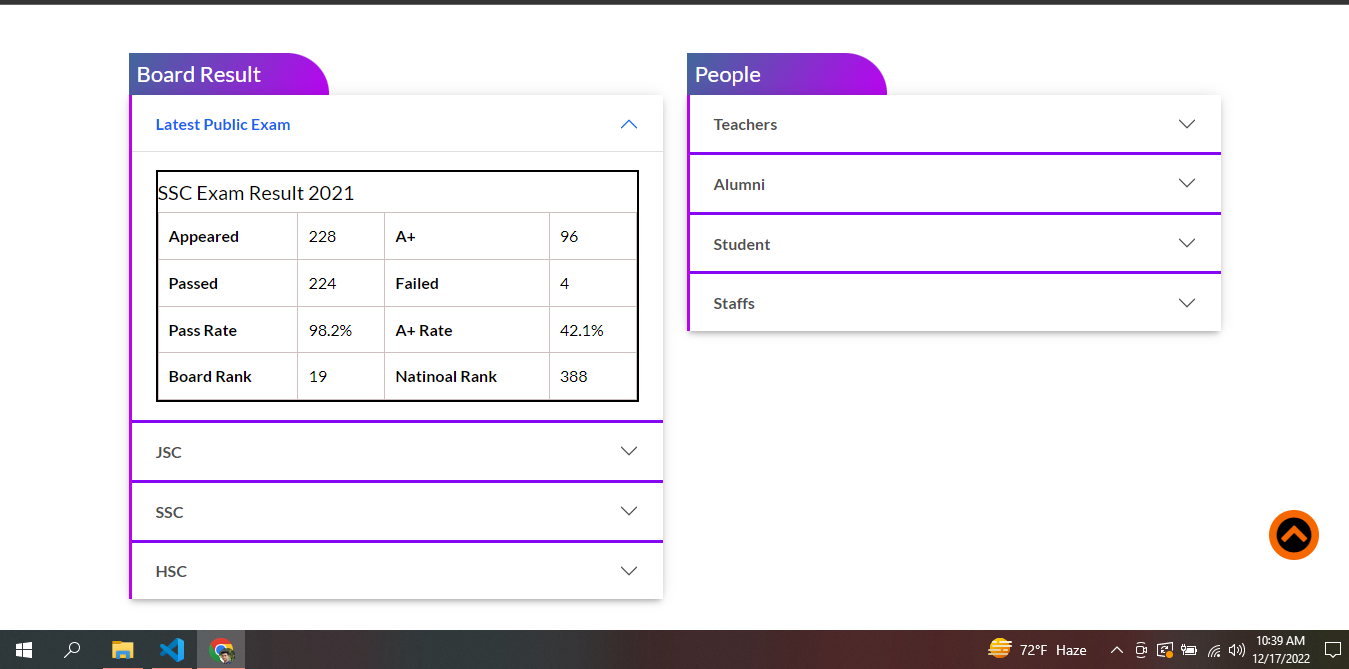 Board Result
Latest Public Exam
SSC Exam Result 2021
Appeared 228 A+ 96
Passed 224 Failed 4
Pass Rate 98.2% A+ Rate 42.1%
Board Rank 19 Natinoal Rank 388
JSC
SSC
HSC
People
Teachers
Alumni
Student
Staffs
72°F Haze
10:39 AM
12/17/2022